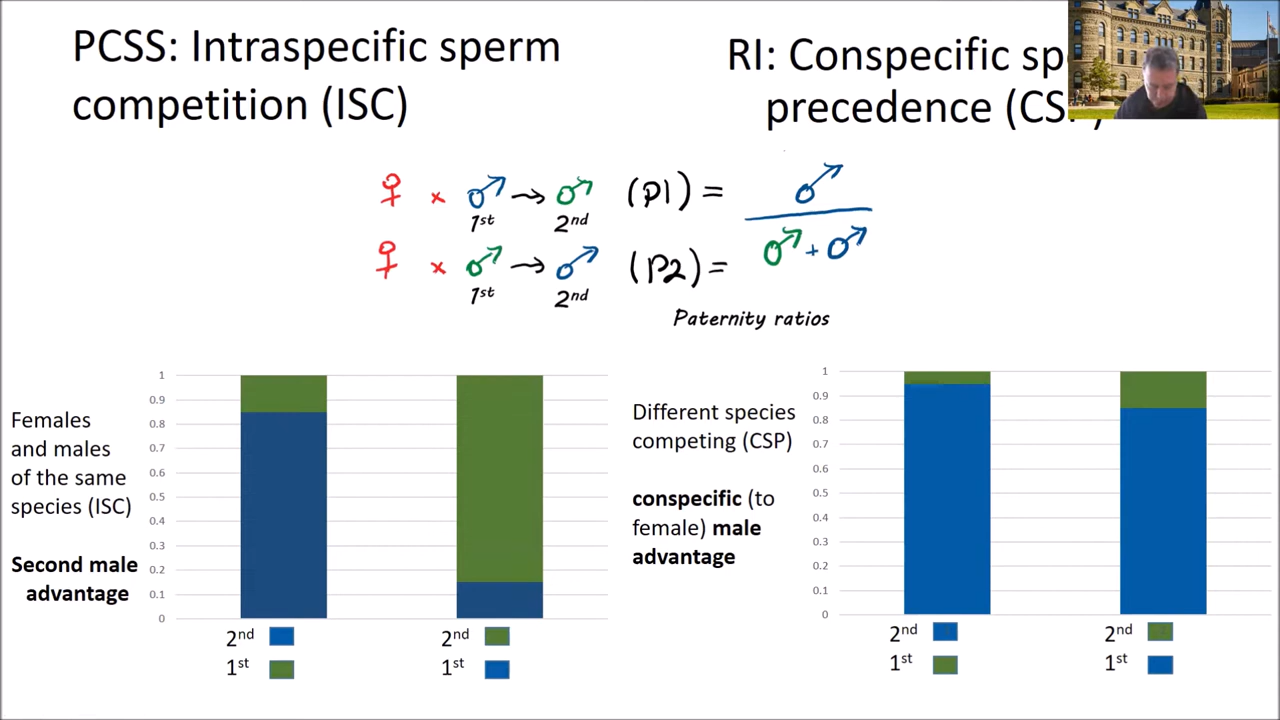 PCSS: Intraspecific sperm
competition (ISC)
RI: Conspecific sp
precedence (CS
♀ × ♂ → ♂ (P1) = ♂
1st 2nd
♂ + ♂
♀ × ♂ → ♂ (P2) =
1st 2nd
Paternity ratios
Females
and males
of the same
species (ISC)
Second male
advantage
1
0.9
0.8
0.7
0.6
0.5
0.4
0.3
0.2
0.1
0
2nd
1st
2nd
1st
Different species
competing (CSP)
conspecific (to
female) male
advantage
1
0.9
0.8
0.7
0.6
0.5
0.4
0.3
0.2
0.1
0
2nd
1st
2nd
1st